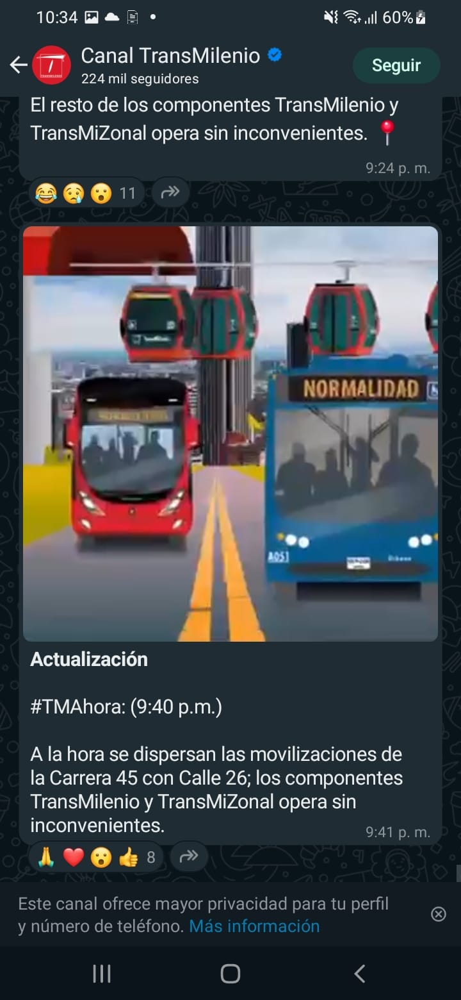 10:34
60%
Canal TransMilenio
224 mil seguidores
Seguir
El resto de los componentes TransMilenio y
TransMiZonal opera sin inconvenientes. 📍
9:24 p. m.
😂 😢 😮 11
NORMALIDAD
A051
Actualización
#TMAhora: (9:40 p.m.)
A la hora se dispersan las movilizaciones de
la Carrera 45 con Calle 26; los componentes
TransMilenio y TransMiZonal opera sin
inconvenientes.
9:41 p. m.
🙏 ❤️ 😮 👍 8
Este canal ofrece mayor privacidad para tu perfil
y número de teléfono. Más información